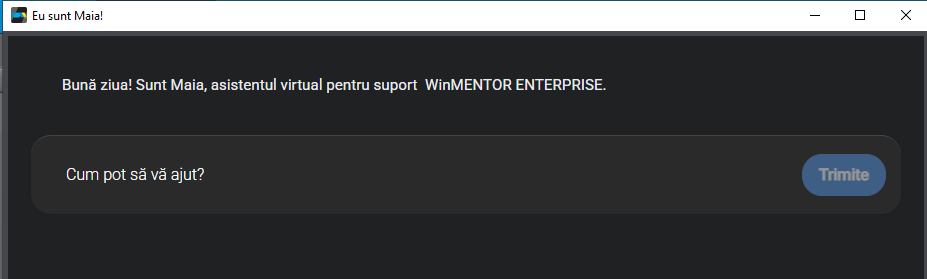 Eu sunt Maia!
Bună ziua! Sunt Maia, asistentul virtual pentru suport  WinMENTOR ENTERPRISE.
Cum pot să vă ajut?
Trimite